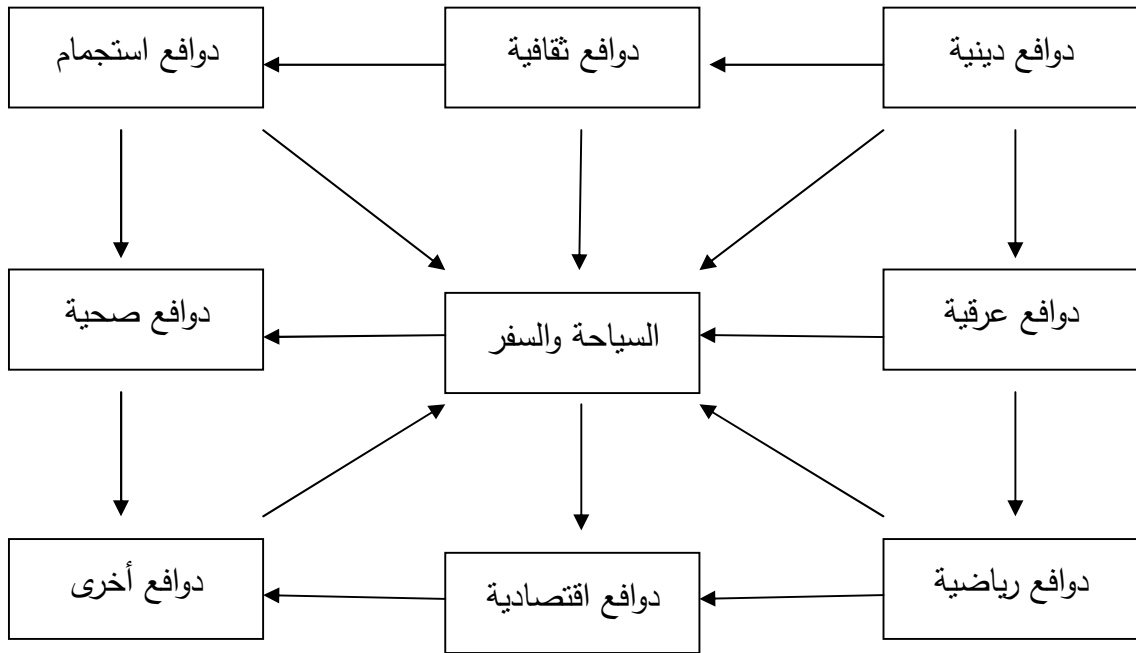 دوافع دينية
دوافع ثقافية
دوافع استجمام
دوافع عرقية
السياحة والسفر
دوافع صحية
دوافع رياضية
دوافع اقتصادية
دوافع أخرى